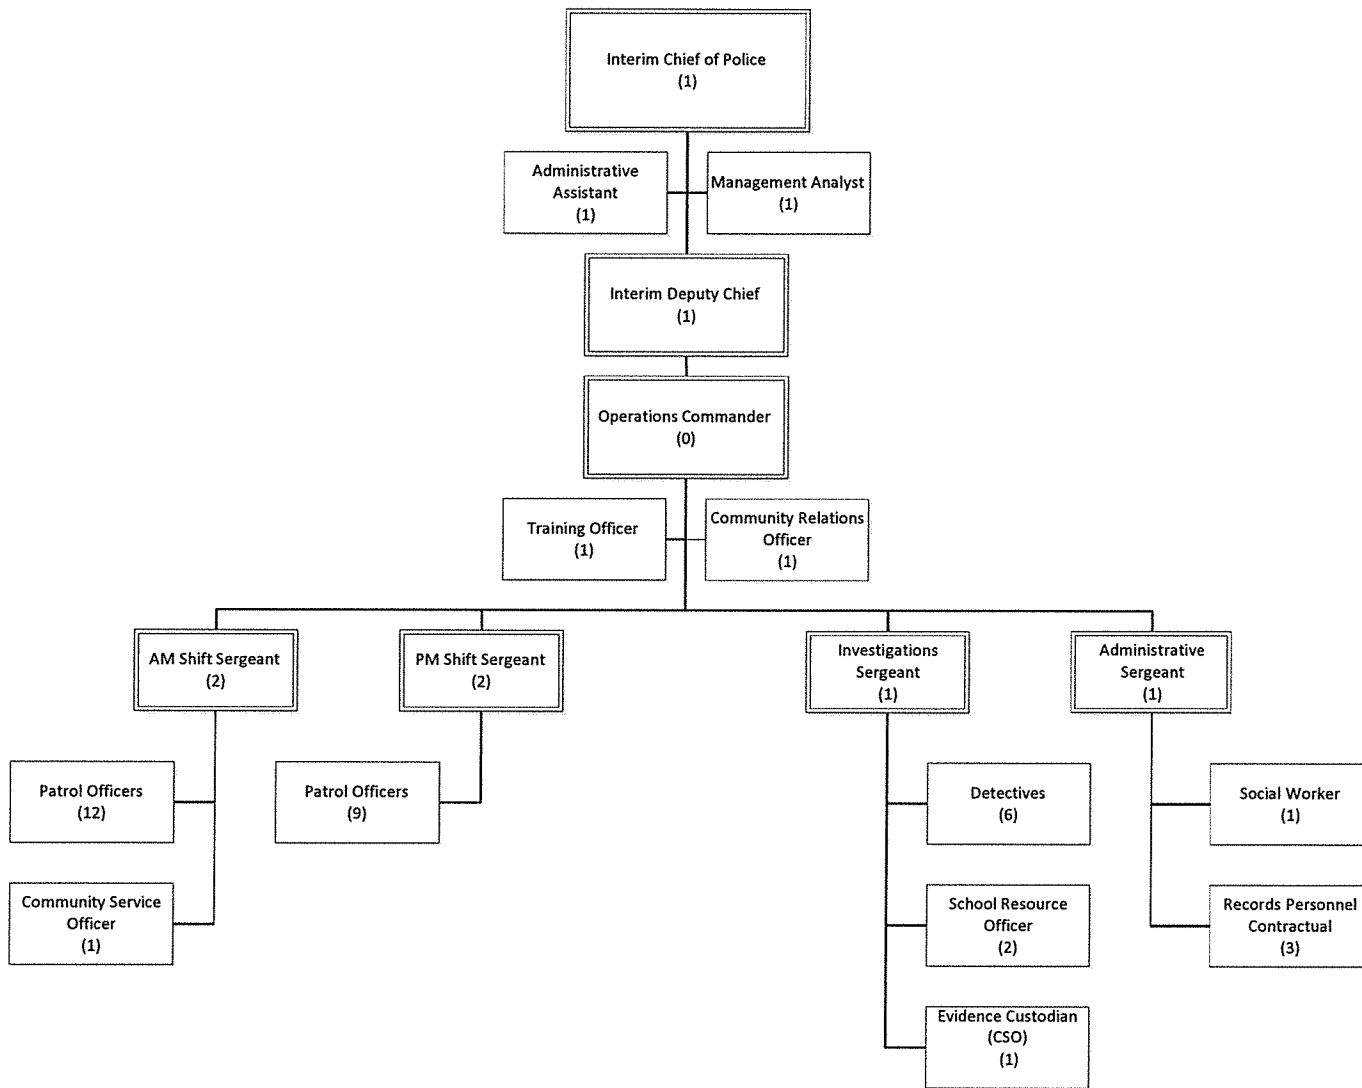 Interim Chief of Police
(1)
Administrative
Assistant
(1)
Management Analyst
(1)
Interim Deputy Chief
(1)
Operations Commander
(0)
Training Officer
(1)
Community Relations
Officer
(1)
AM Shift Sergeant
(2)
PM Shift Sergeant
(2)
Investigations
Sergeant
(1)
Administrative
Sergeant
(1)
Patrol Officers
(12)
Patrol Officers
(9)
Detectives
(6)
Social Worker
(1)
Community Service
Officer
(1)
School Resource
Officer
(2)
Records Personnel
Contractual
(3)
Evidence Custodian
(CSO)
(1)